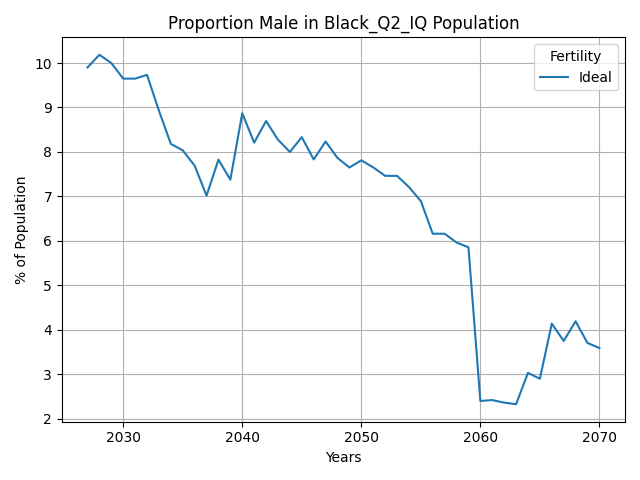 Proportion Male in Black_Q2_IQ Population
Fertility
Ideal
% of Population
10
9
8
7
6
5
4
3
2
2030
2040
2050
2060
2070
Years